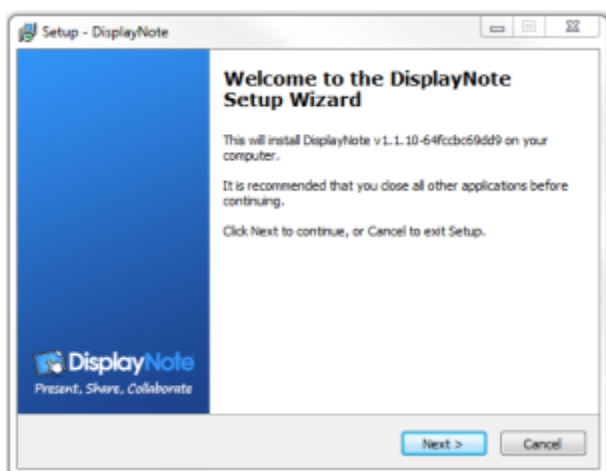 Setup - DisplayNote
Welcome to the DisplayNote
Setup Wizard
This will install DisplayNote v1.1.10-64fccbc69dd9 on your
computer.
It is recommended that you close all other applications before
continuing.
Click Next to continue, or Cancel to exit Setup.
DisplayNote
Present, Share, Collaborate
Next >
Cancel